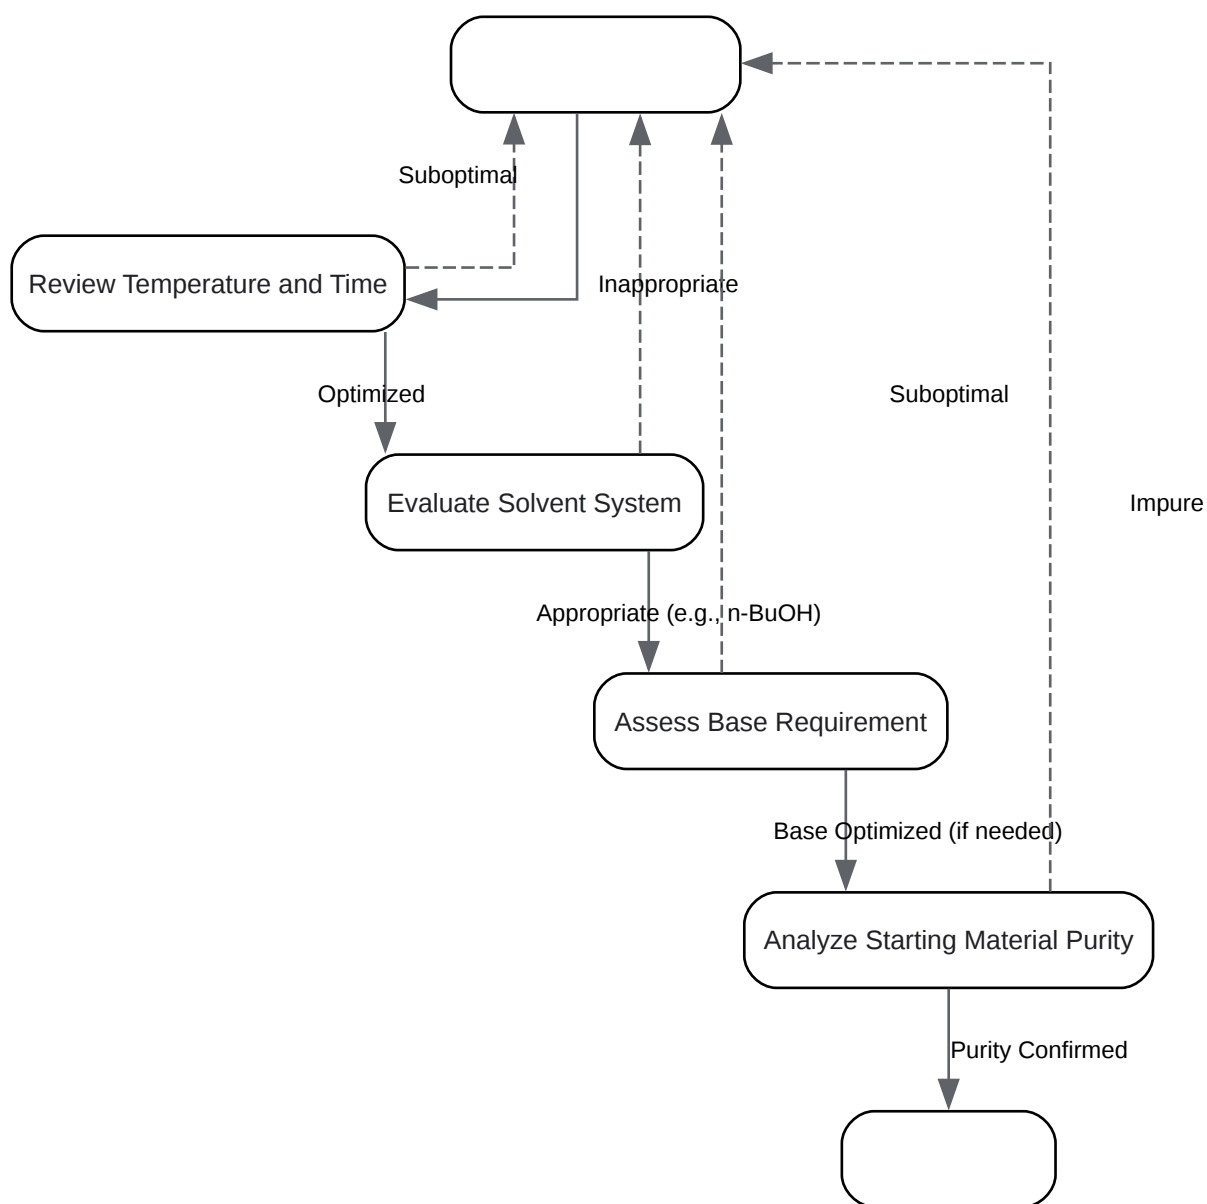 Suboptimal
Review Temperature and Time
Inappropriate
Optimized
Suboptimal
Evaluate Solvent System
Impure
Appropriate (e.g., n-BuOH)
Assess Base Requirement
Base Optimized (if needed)
Analyze Starting Material Purity
Purity Confirmed